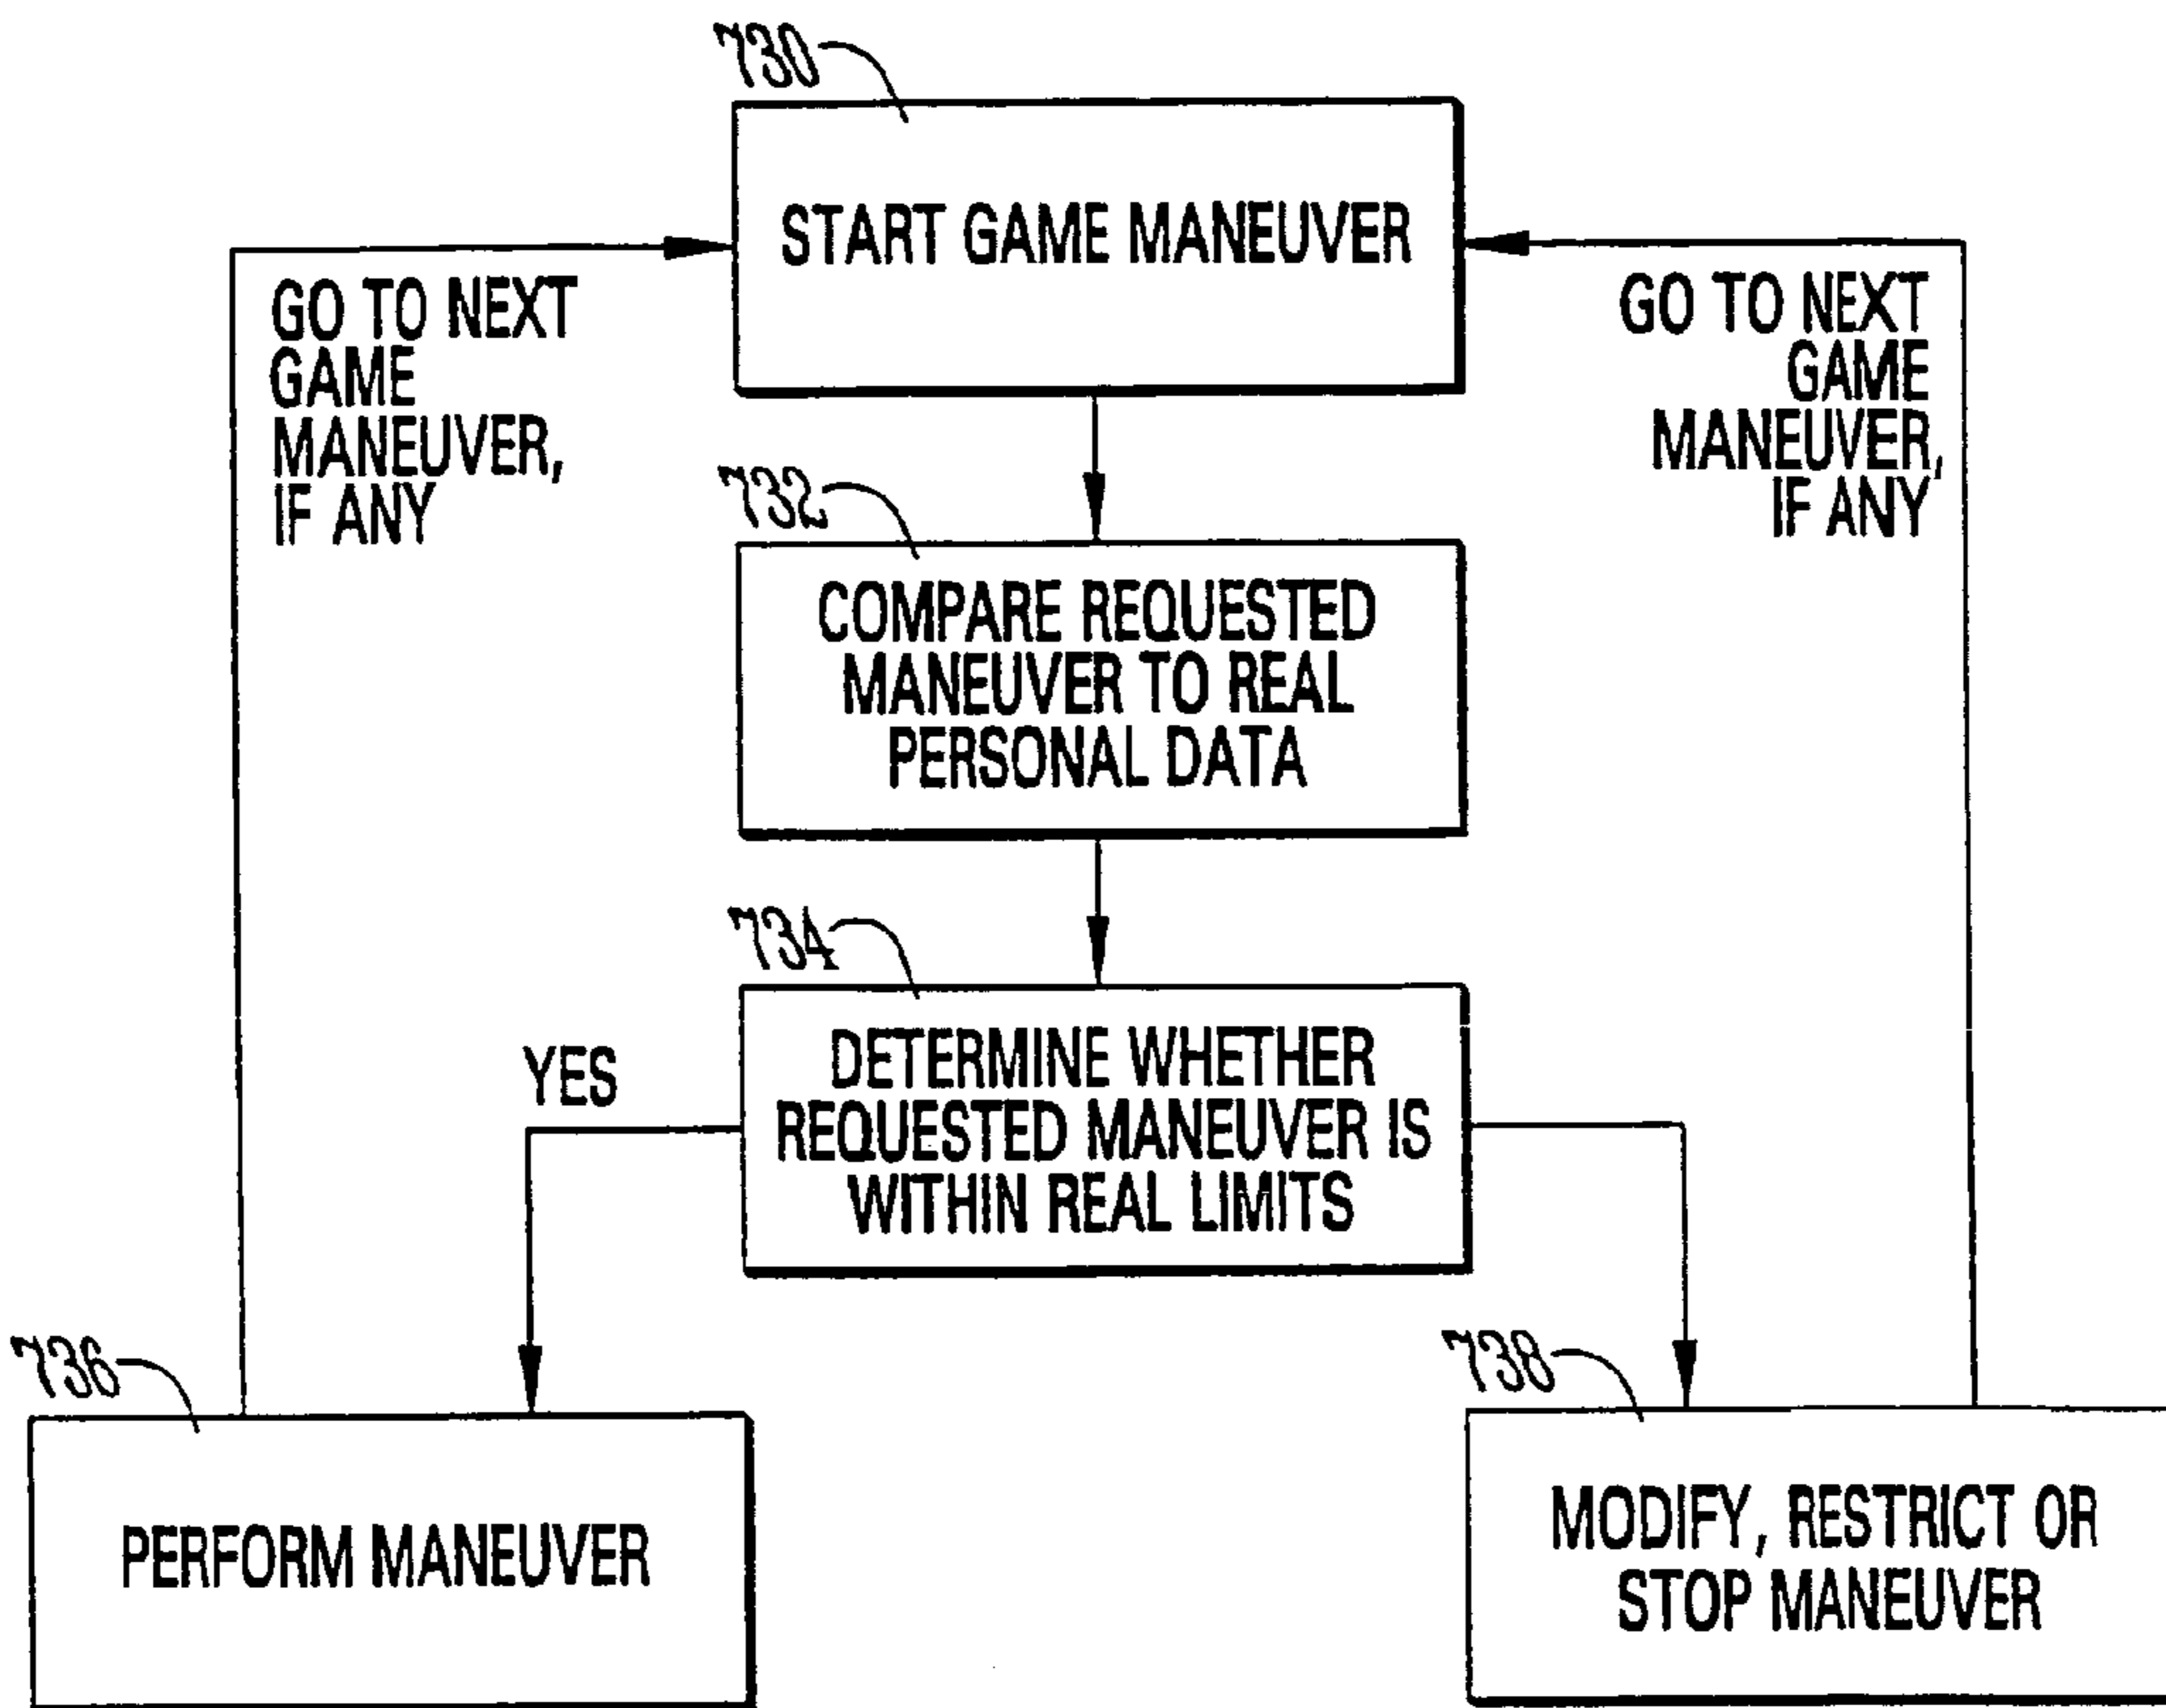 730
START GAME MANEUVER
GO TO NEXT
GAME
MANEUVER,
IF ANY
GO TO NEXT
GAME
MANEUVER,
IF ANY
732
COMPARE REQUESTED
MANEUVER TO REAL
PERSONAL DATA
734
DETERMINE WHETHER
REQUESTED MANEUVER IS
WITHIN REAL LIMITS
YES
736
PERFORM MANEUVER
738
MODIFY, RESTRICT OR
STOP MANEUVER